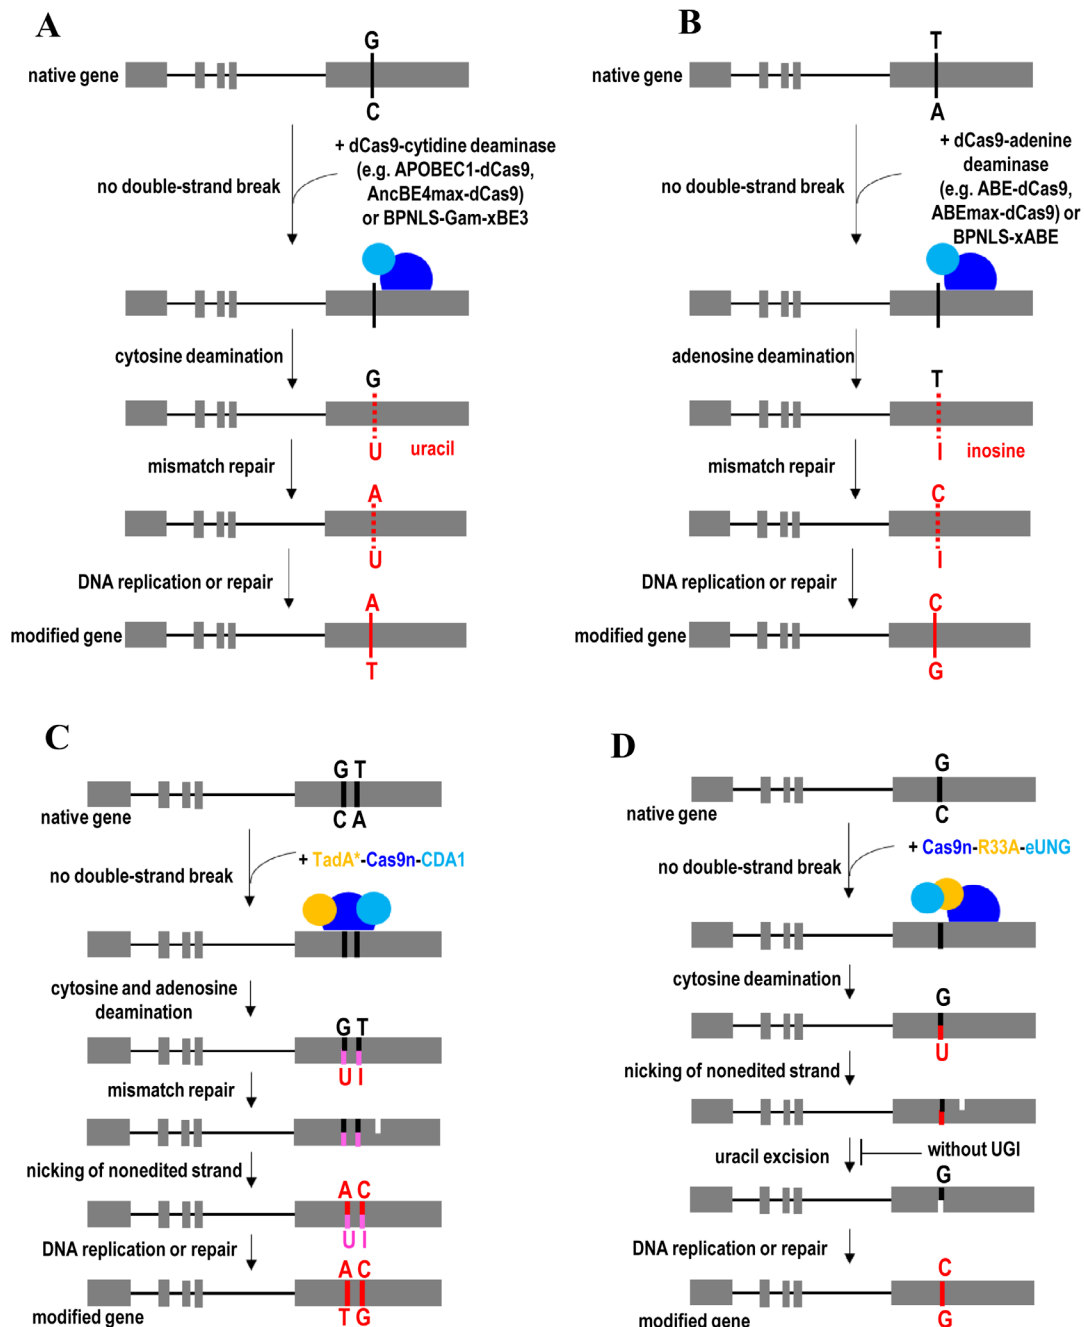 A
G
native gene
C
+ dCas9-cytidine deaminase
(e.g. APOBEC1-dCas9,
AncBE4max-dCas9)
or BPNLS-Gam-xBE3
no double-strand break
cytosine deamination
G
U
uracil
mismatch repair
A
U
DNA replication or repair
A
modified gene
T
B
T
native gene
A
+ dCas9-adenine
deaminase
(e.g. ABE-dCas9,
ABEmax-dCas9) or
BPNLS-xABE
no double-strand break
adenosine deamination
T
I
inosine
mismatch repair
C
I
DNA replication or repair
C
modified gene
G
C
G T
native gene
C A
+ TadA*-Cas9n-CDA1
no double-strand break
cytosine and adenosine
deamination
G T
U I
mismatch repair
nicking of nonedited strand
A C
U I
DNA replication or repair
A C
modified gene
T G
D
G
native gene
C
+ Cas9n-R33A-eUNG
no double-strand break
cytosine deamination
G
U
nicking of nonedited strand
uracil excision
without UGI
G
DNA replication or repair
C
modified gene
G